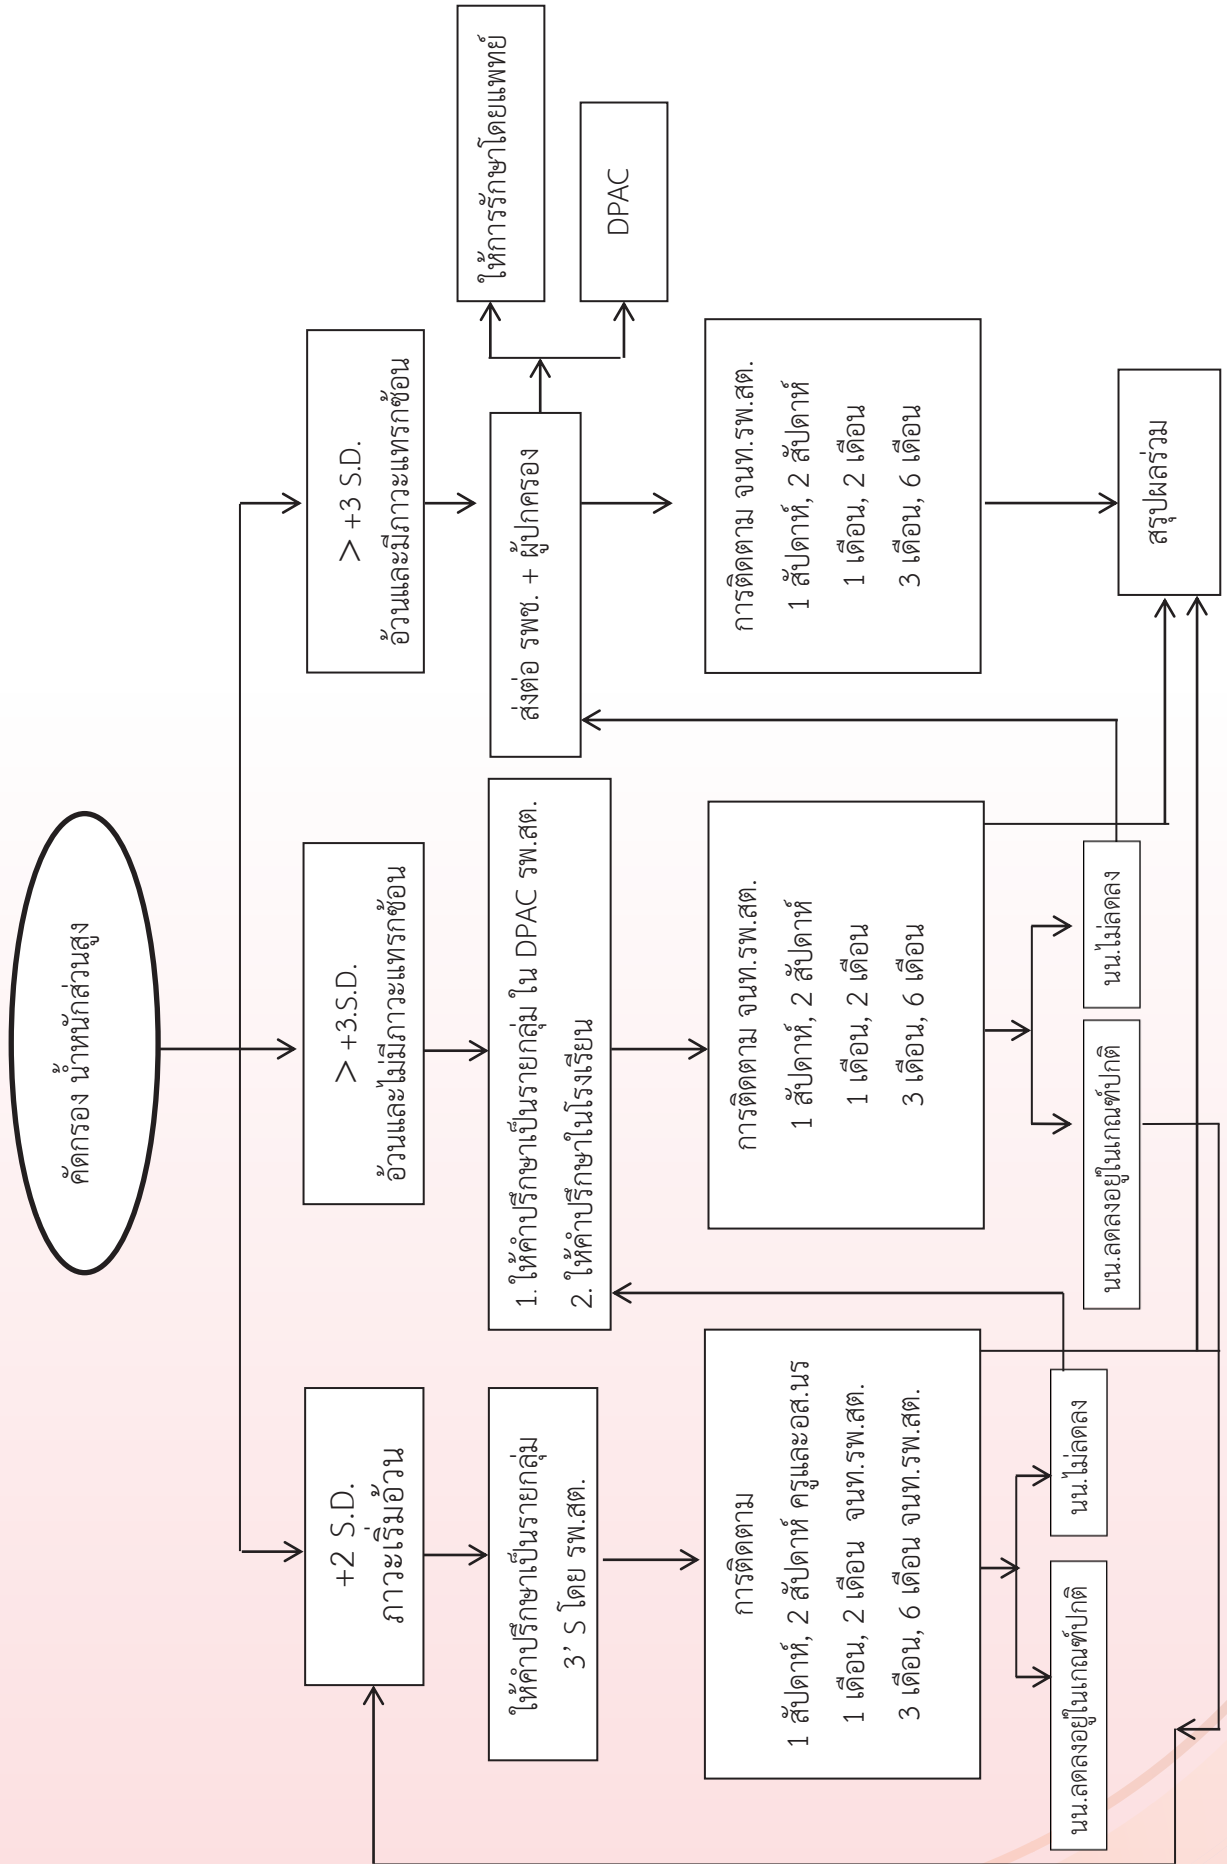 คัดกรอง น้ำหนักส่วนสูง
+2 S.D.
ภาวะเริ่มอ้วน
> +3.S.D.
อ้วนและไม่มีภาวะแทรกซ้อน
> +3 S.D.
อ้วนและมีภาวะแทรกซ้อน
ให้คำปรึกษาเป็นรายกลุ่ม
3’ S โดย รพ.สต.
1. ให้คำปรึกษาเป็นรายกลุ่ม ใน DPAC รพ.สต.
2. ให้คำปรึกษาในโรงเรียน
ส่งต่อ รพช. + ผู้ปกครอง
ให้การรักษาโดยแพทย์
DPAC
การติดตาม
1 สัปดาห์, 2 สัปดาห์ ครูและอส.นร
1 เดือน, 2 เดือน จนท.รพ.สต.
3 เดือน, 6 เดือน จนท.รพ.สต.
การติดตาม จนท.รพ.สต.
1 สัปดาห์, 2 สัปดาห์
1 เดือน, 2 เดือน
3 เดือน, 6 เดือน
การติดตาม จนท.รพ.สต.
1 สัปดาห์, 2 สัปดาห์
1 เดือน, 2 เดือน
3 เดือน, 6 เดือน
นน.ลดลงอยู่ในเกณฑ์ปกติ
นน.ไม่ลดลง
นน.ลดลงอยู่ในเกณฑ์ปกติ
นน.ไม่ลดลง
สรุปผลร่วม